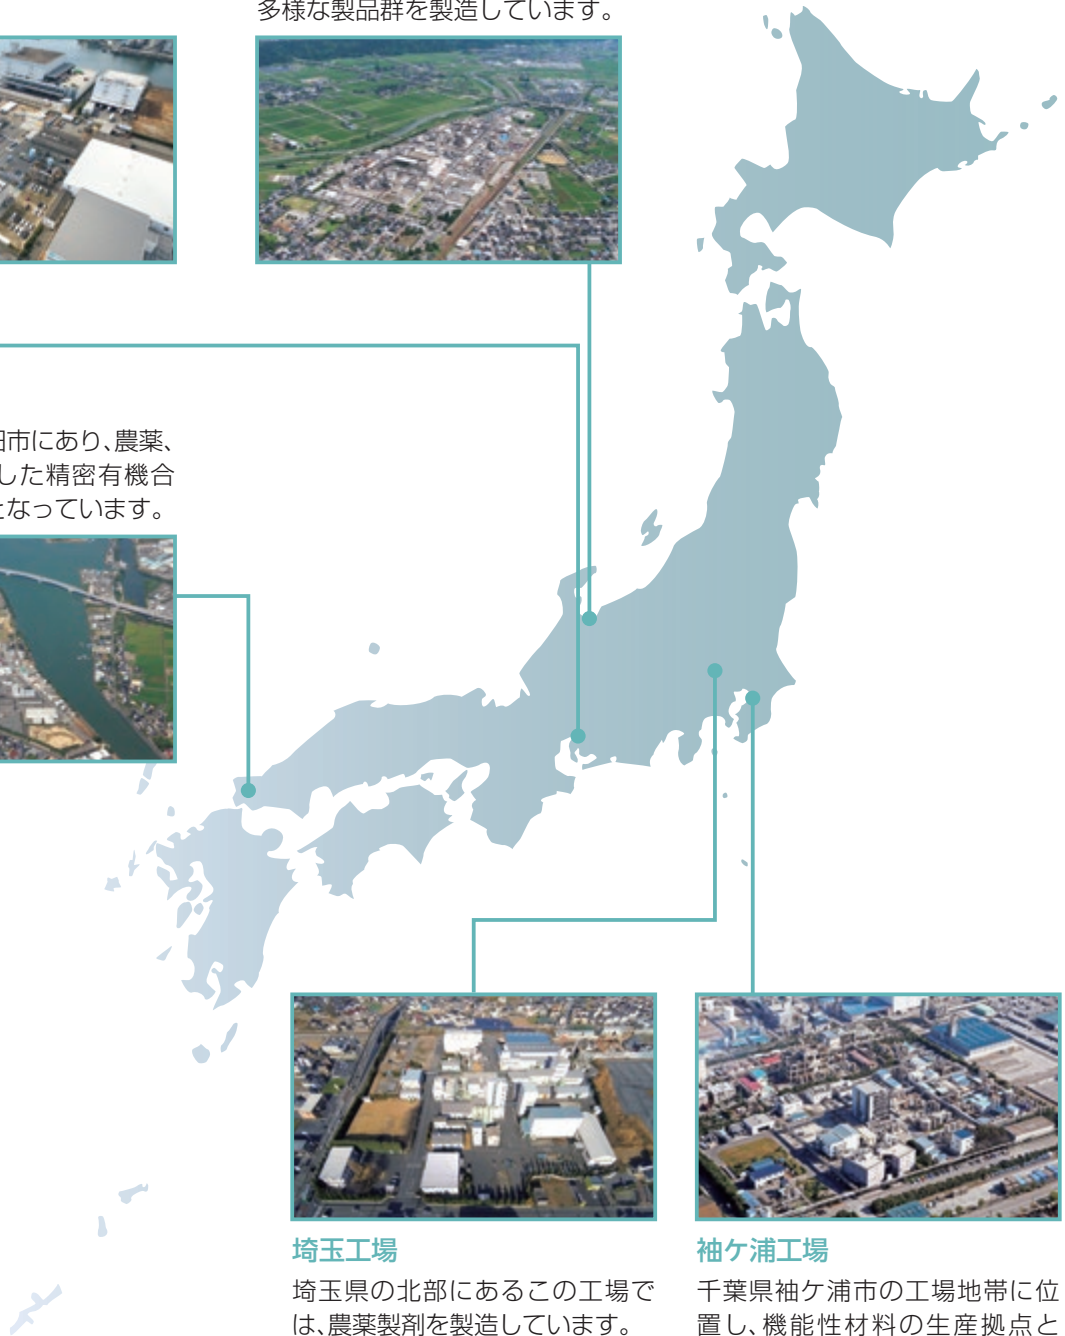 多様な製品群を製造しています。
田市にあり、農薬、
した精密有機合
となっています。
埼玉工場
埼玉県の北部にあるこの工場で
は、農薬製剤を製造しています。
袖ケ浦工場
千葉県袖ケ浦市の工場地帯に位
置し、機能性材料の生産拠点と